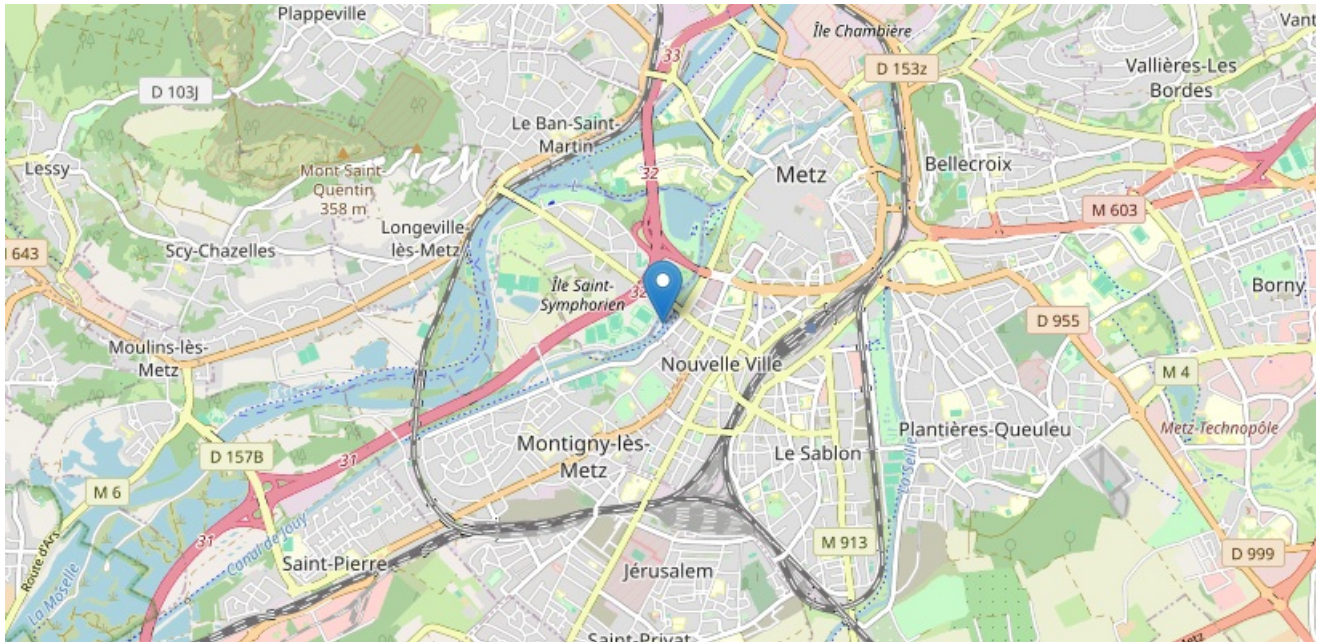 Plappeville
Île Chambière
Vant
33
D 153z
Vallières-Les
Bordes
D 103J
Le Ban-Saint-
Martin
Lessy
Mont Saint-
Quentin
358 m
32
Metz
Bellecroix
M 603
Longeville-
lès-Metz
Scy-Chazelles
643
Île Saint-
Symphorien
32
Borny
D 955
Moulins-lès-
Metz
Nouvelle Ville
M 4
Montigny-lès-
Metz
Plantières-Queuleu
Metz-Technopôle
D 157B
31
Le Sablon
La Seille
M 6
Canal de Jouy
31
M 913
D 999
Route d'Ars
La Moselle
Saint-Pierre
Jérusalem
Saint-Privat
Metz